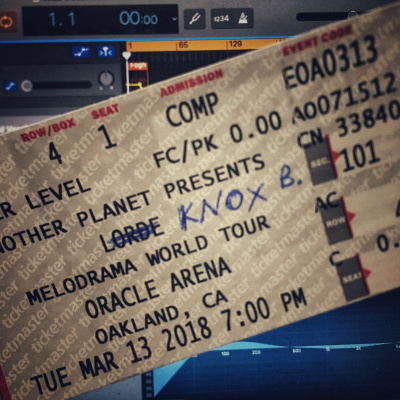 1.1 00:00 1234
1 65 129
ROW/BOX SEAT ADMISSION EVENT CODE
4 1 COMP EOA0313
FC/PK 0.00 A0071512
ER LEVEL CN 33840
OTHER PLANET PRESENTS SEC. 101
LORDE KNOX B.
MELODRAMA WORLD TOUR AC ROW
ORACLE ARENA C
OAKLAND, CA SEAT 0.
TUE MAR 13 2018 7:00 PM
ticketmaster